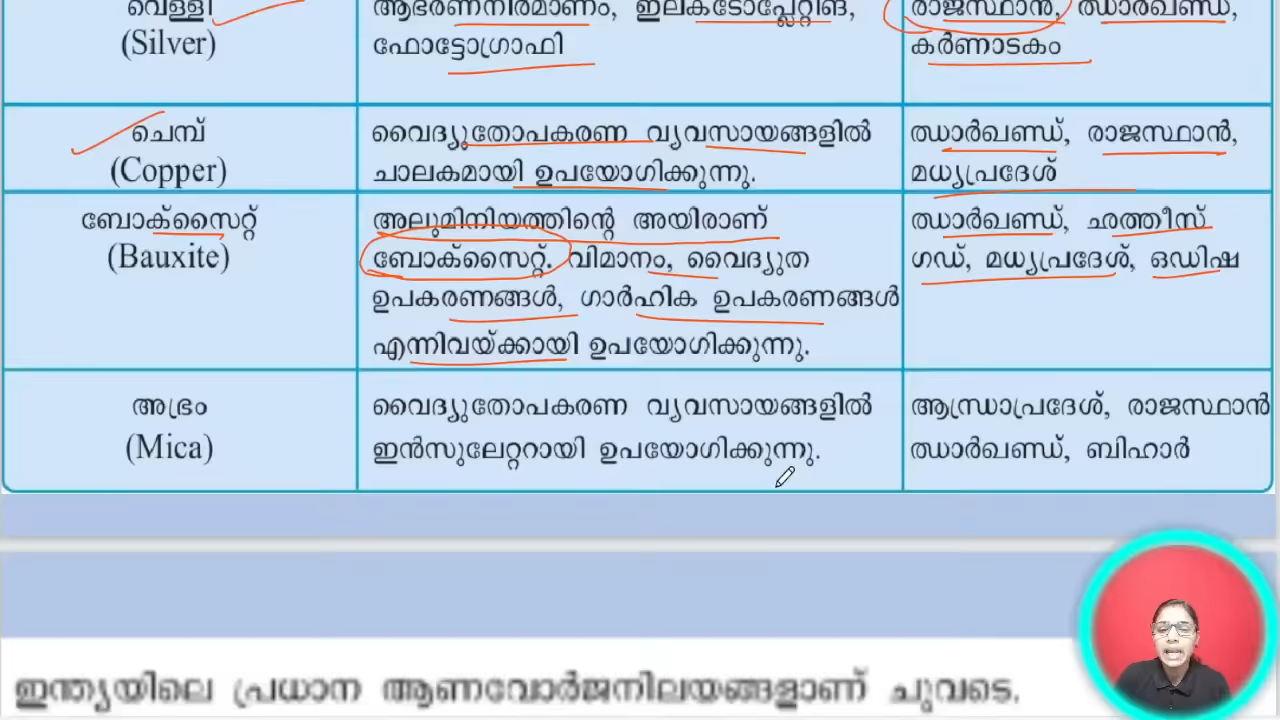 വെള്ളി
(Silver)
ആഭരണനിർമാണം, ഇലക്ടോപ്ലേറ്റിങ്,
ഫോട്ടോഗ്രാഫി
രാജസ്ഥാൻ, ഝാർഖണ്ഡ്,
കർണാടകം
ചെമ്പ്
(Copper)
വൈദ്യുതോപകരണ വ്യവസായങ്ങളിൽ
ചാലകമായി ഉപയോഗിക്കുന്നു.
ഝാർഖണ്ഡ്, രാജസ്ഥാൻ,
മധ്യപ്രദേശ്
ബോക്സൈറ്റ്
(Bauxite)
അലുമിനിയത്തിന്റെ അയിരാണ്
ബോക്സൈറ്റ്. വിമാനം, വൈദ്യുത
ഉപകരണങ്ങൾ, ഗാർഹിക ഉപകരണങ്ങൾ
എന്നിവയ്ക്കായി ഉപയോഗിക്കുന്നു.
ഝാർഖണ്ഡ്, ഛത്തീസ്
ഗഡ്, മധ്യപ്രദേശ്, ഒഡിഷ
അഭ്രം
(Mica)
വൈദ്യുതോപകരണ വ്യവസായങ്ങളിൽ
ഇൻസുലേറ്ററായി ഉപയോഗിക്കുന്നു.
ആന്ധ്രാപ്രദേശ്, രാജസ്ഥാൻ
ഝാർഖണ്ഡ്, ബിഹാർ
ഇന്ത്യയിലെ പ്രധാന ആണവോർജനിലയങ്ങളാണ് ചുവടെ.